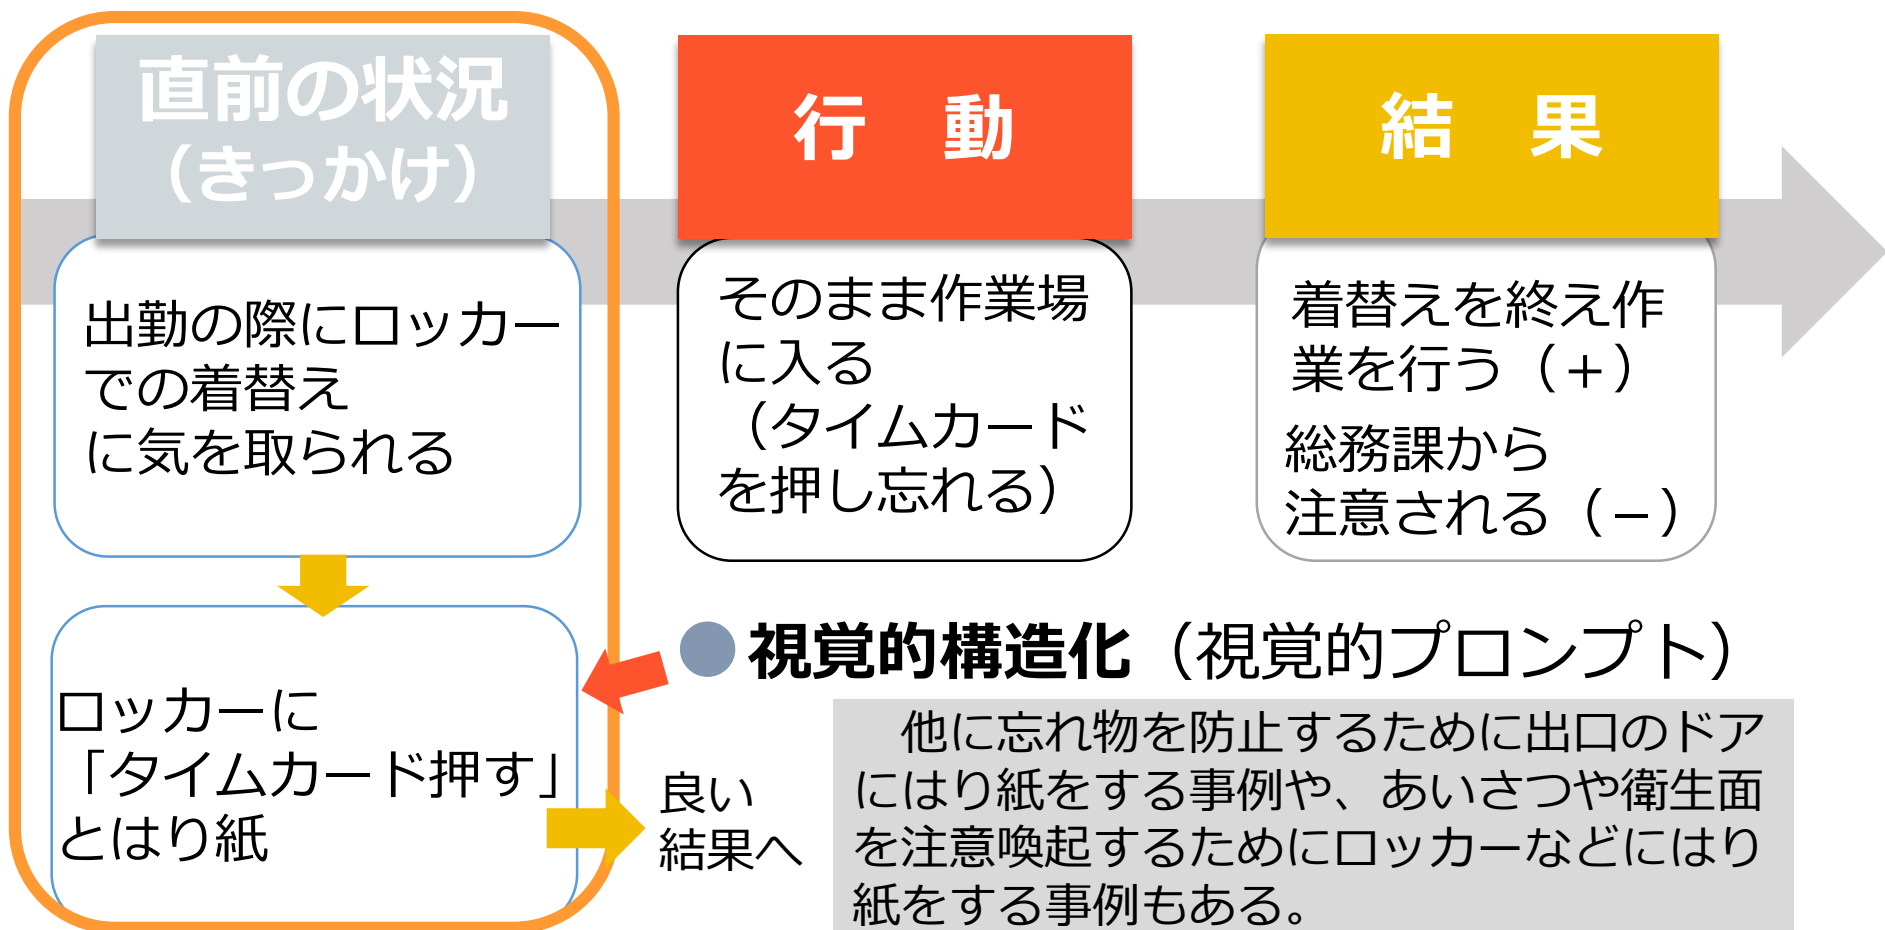 直前の状況
（きっかけ）
行　動
結　果
出勤の際にロッカー
での着替え
に気を取られる
そのまま作業場
に入る
（タイムカード
を押し忘れる）
着替えを終え作
業を行う（＋）
総務課から
注意される（－）
ロッカーに
「タイムカード押す」
とはり紙
良い
結果へ
●視覚的構造化（視覚的プロンプト）
　他に忘れ物を防止するために出口のドア
にはり紙をする事例や、あいさつや衛生面
を注意喚起するためにロッカーなどにはり
紙をする事例もある。